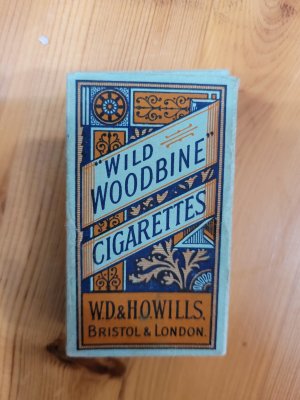 "WILD
WOODBINE"
CIGARETTES
W.D.&H.O.WILLS,
BRISTOL & LONDON.